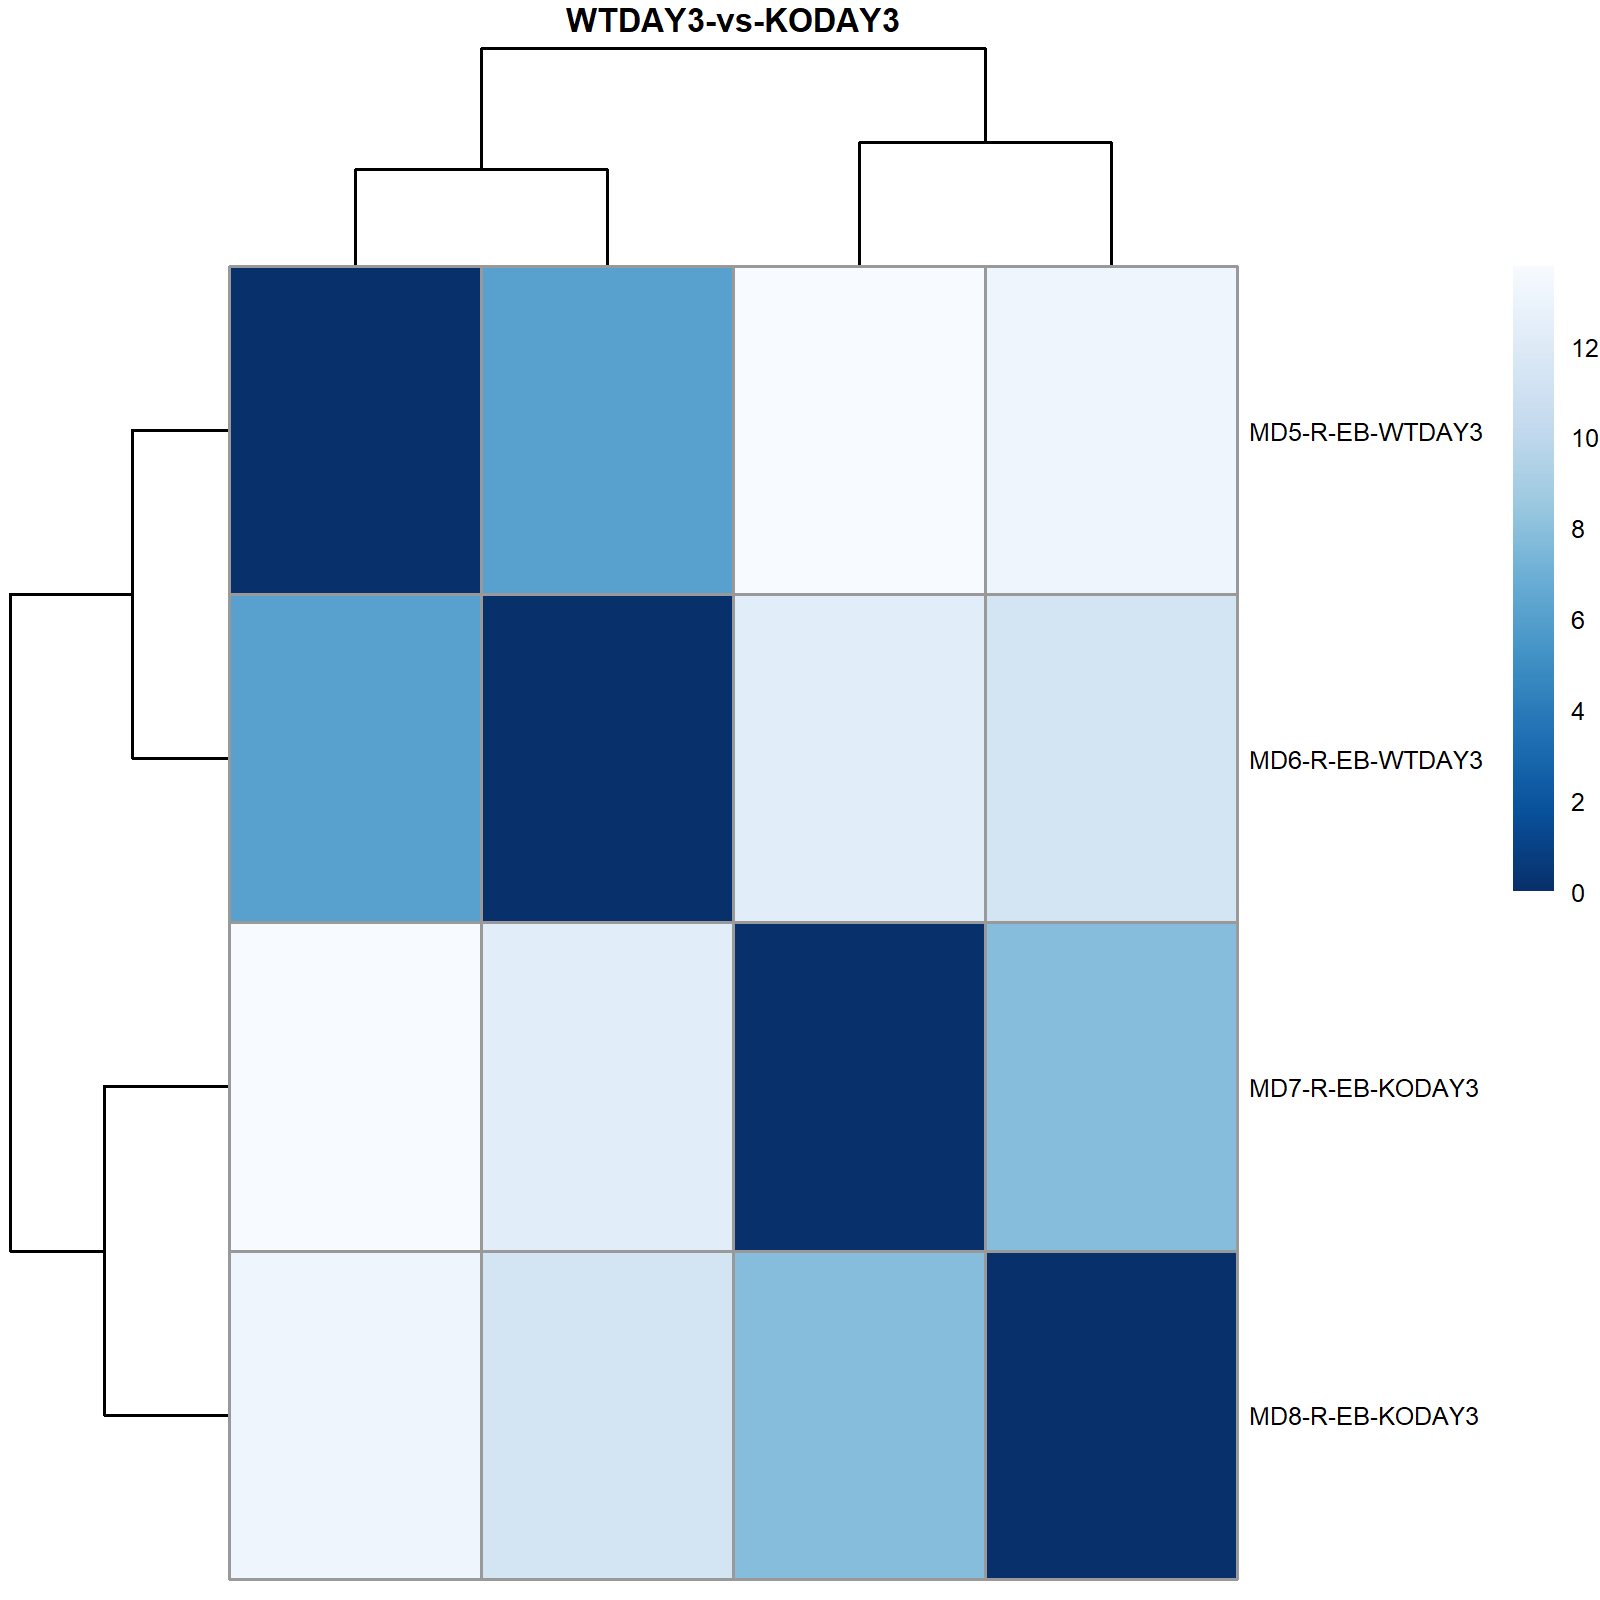 WTDAY3-vs-KODAY3
12
10
8
6
4
2
0
MD5-R-EB-WTDAY3
MD6-R-EB-WTDAY3
MD7-R-EB-KODAY3
MD8-R-EB-KODAY3